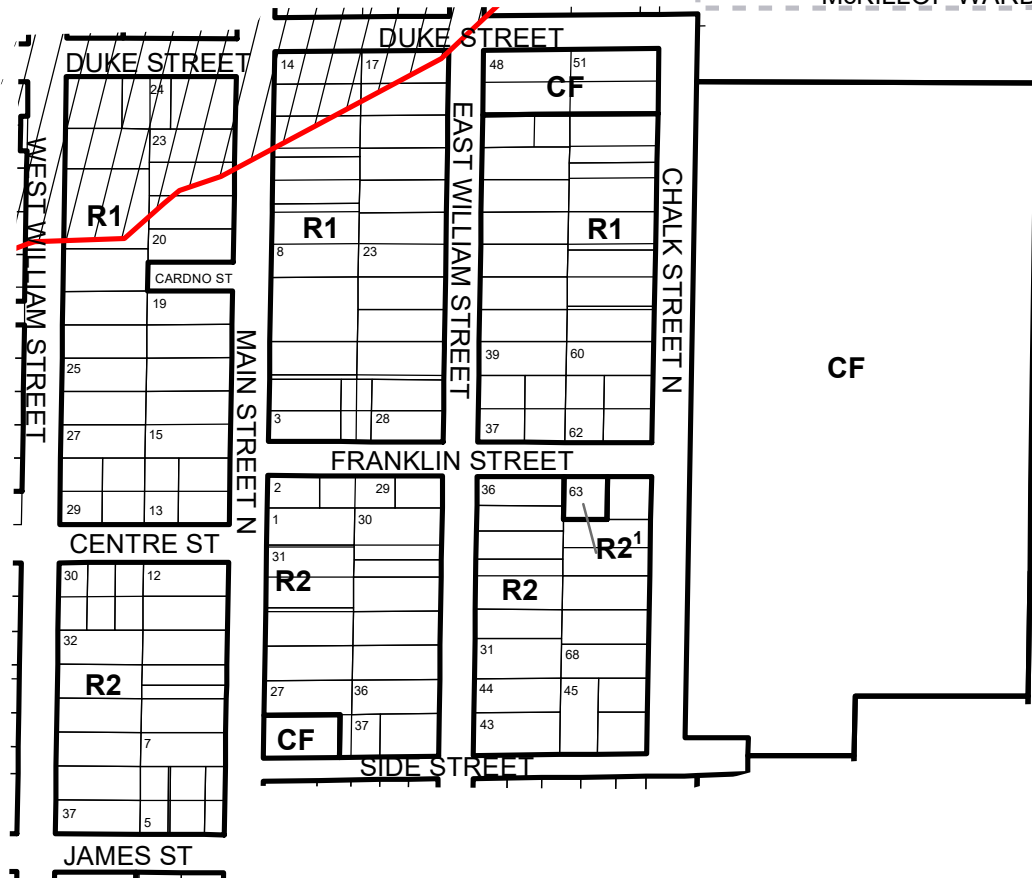 McKILLOP WARD
DUKE STREET
DUKE STREET
14
17
48
51
CF
24
23
R1
20
CARDNO ST
19
25
27
15
29
13
WEST WILLIAM STREET
MAIN STREET N
R1
8
23
3
28
EAST WILLIAM STREET
R1
39
60
37
62
CHALK STREET N
CF
FRANKLIN STREET
2
29
1
30
31
R2
27
36
CF
37
36
63
R2¹
R2
31
68
44
45
43
CENTRE ST
30
12
32
R2
7
37
5
SIDE STREET
JAMES ST